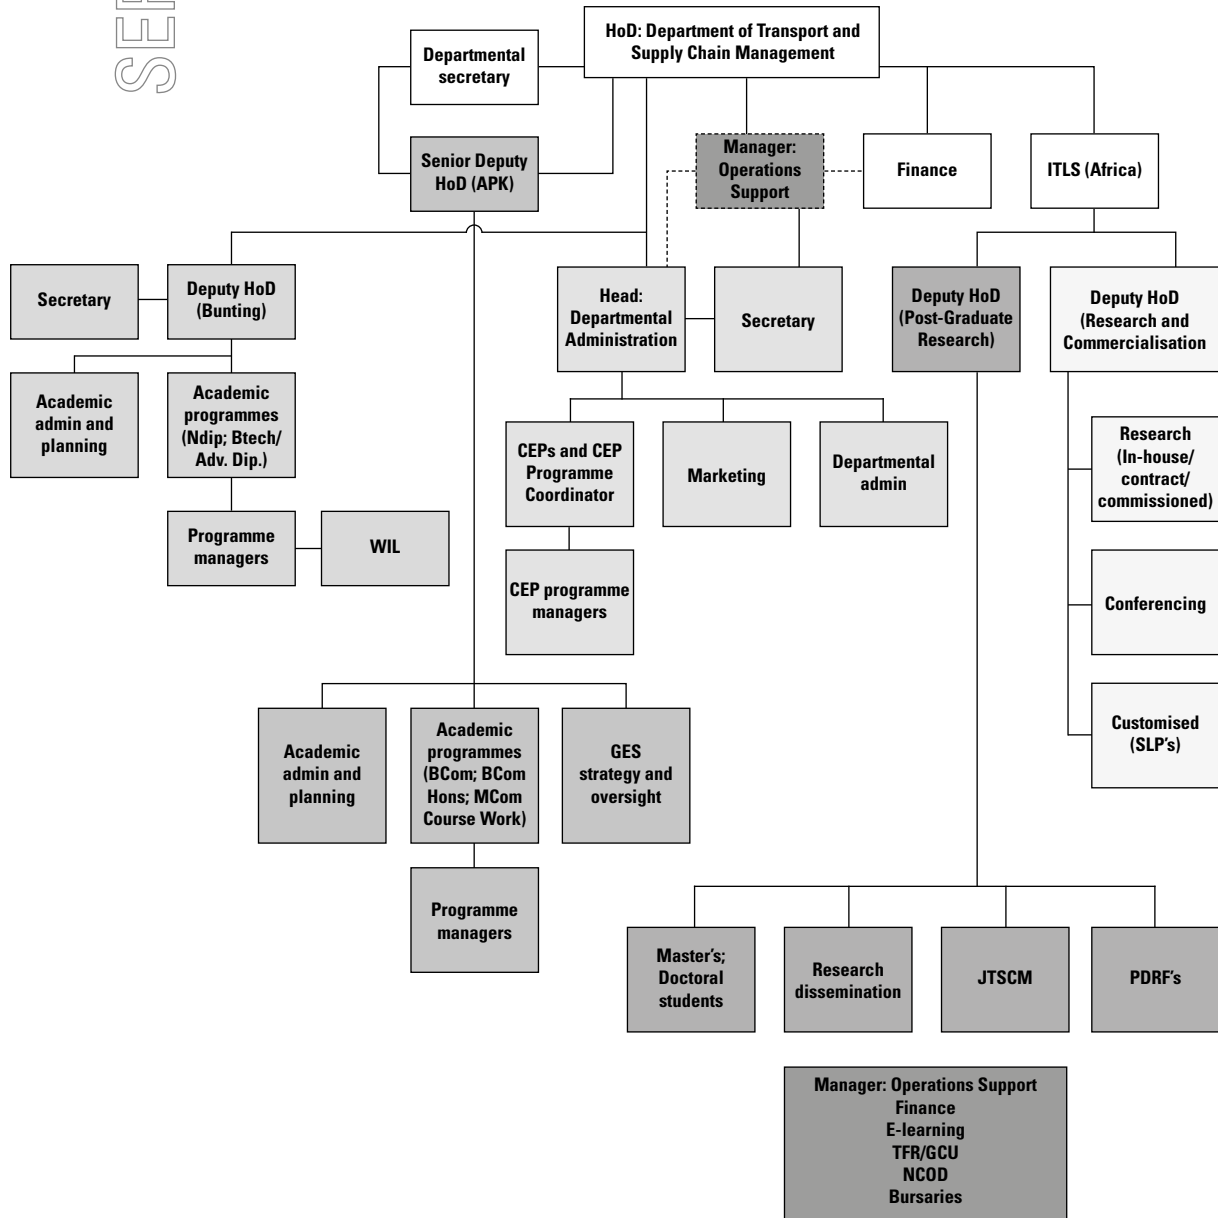 HoD: Department of Transport and
Supply Chain Management
Departmental
secretary
Senior Deputy
HoD (APK)
Manager:
Operations
Support
Finance
ITLS (Africa)
Secretary
Deputy HoD
(Bunting)
Head:
Departmental
Administration
Secretary
Deputy HoD
(Post-Graduate
Research)
Deputy HoD
(Research and
Commercialisation
Academic
admin and
planning
Academic
programmes
(Ndip; Btech/
Adv. Dip.)
CEPs and CEP
Programme
Coordinator
Marketing
Departmental
admin
Research
(In-house/
contract/
commissioned)
Programme
managers
WIL
CEP programme
managers
Conferencing
Customised
(SLP's)
Academic
admin and
planning
Academic
programmes
(BCom; BCom
Hons; MCom
Course Work)
GES
strategy and
oversight
Programme
managers
Master's;
Doctoral
students
Research
dissemination
JTSCM
PDRF's
Manager: Operations Support
Finance
E-learning
TFR/GCU
NCOD
Bursaries